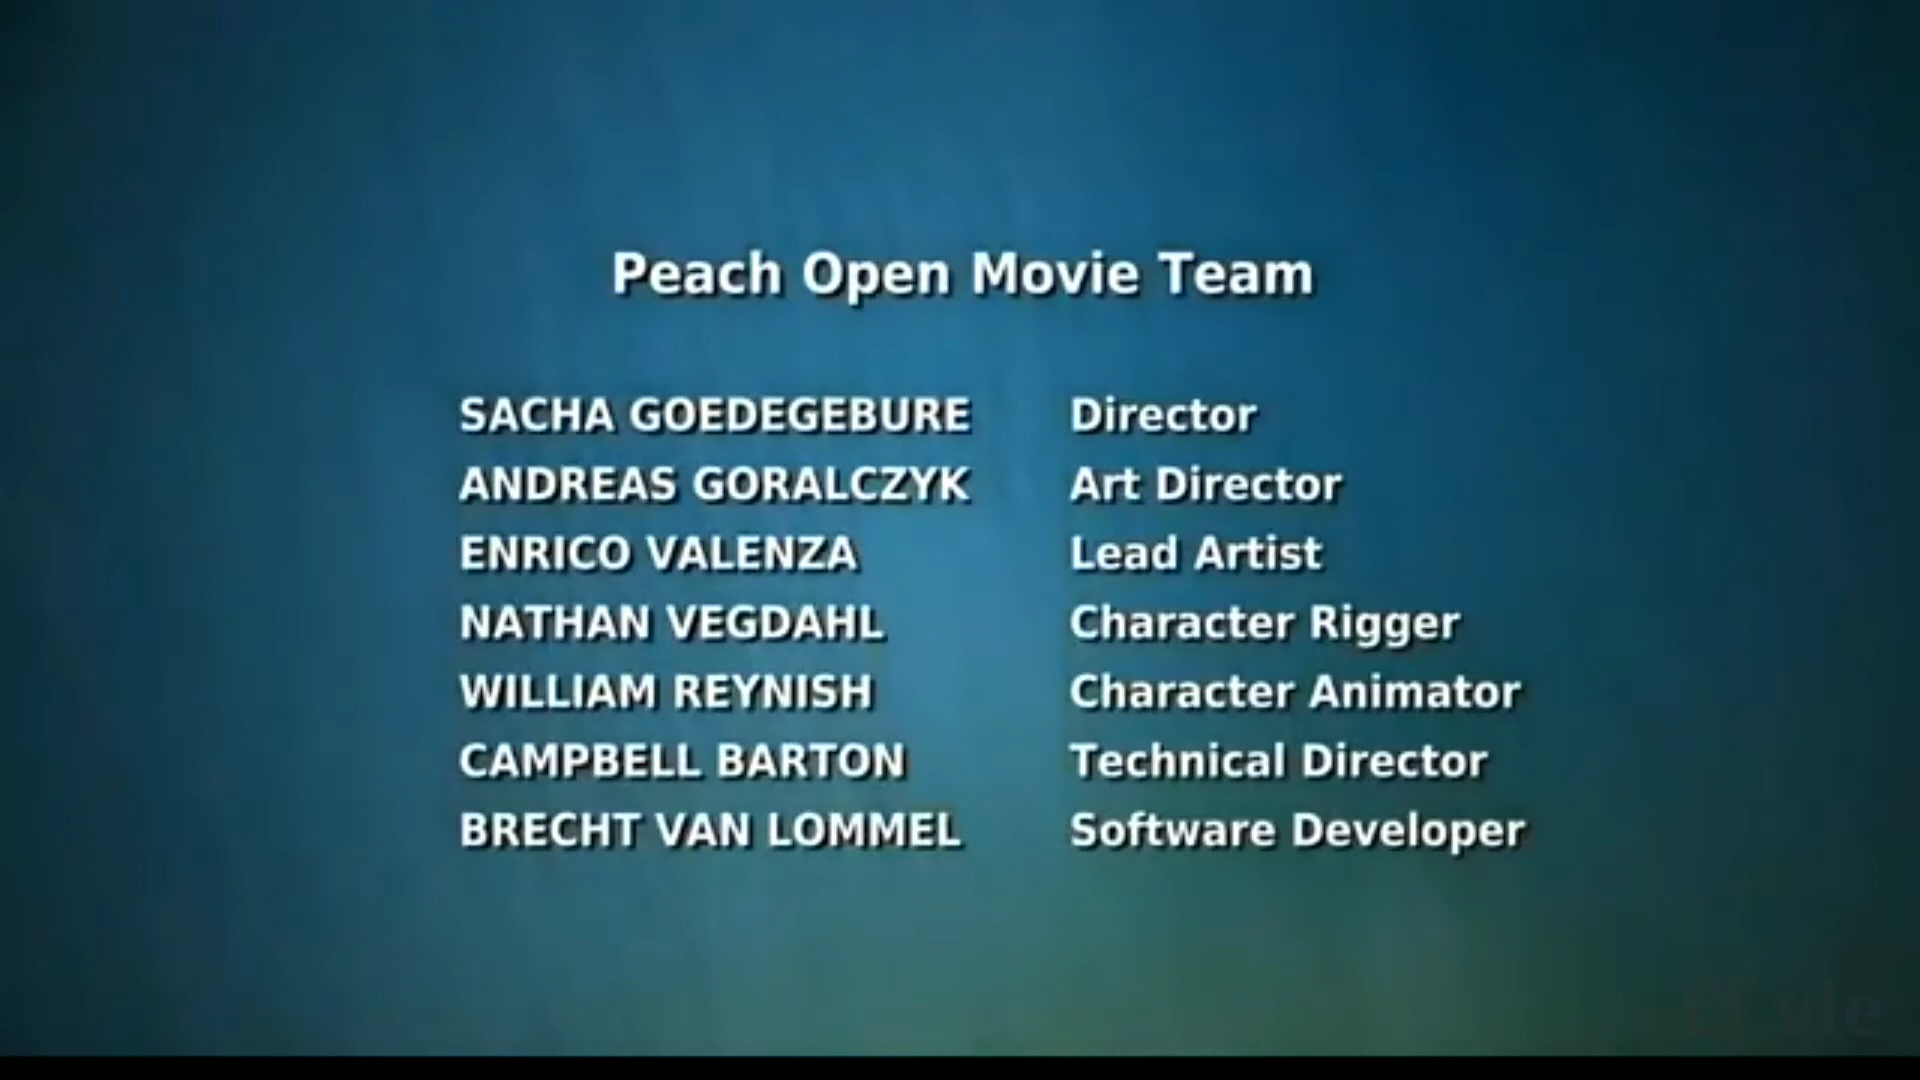 Peach Open Movie Team
SACHA GOEDEGEBURE Director
ANDREAS GORALCZYK Art Director
ENRICO VALENZA Lead Artist
NATHAN VEGDAHL Character Rigger
WILLIAM REYNISH Character Animator
CAMPBELL BARTON Technical Director
BRECHT VAN LOMMEL Software Developer